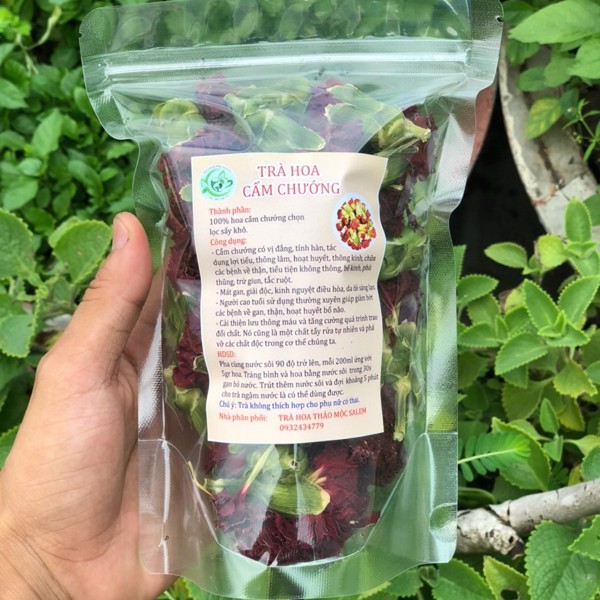 TRÀ HOA
CẨM CHƯỚNG
Thành phần:
100% hoa cẩm chướng chọn
lọc sấy khô.
Công dụng:
- Cẩm chướng có vị đắng, tính hàn, tác
dụng lợi tiểu, thông lâm, hoạt huyết, thông kinh, chữa
các bệnh về thận, tiểu tiện không thông, bế kinh, phù
thũng, trừ giun, tắc ruột.
- Mát gan, giải độc, kinh nguyệt điều hòa, da dẻ sáng láng.
- Người cao tuổi sử dụng thường xuyên giúp giảm bớt
các bệnh về gan, thận, hoạt huyết bổ não.
- Cải thiện lưu thông máu và tăng cường quá trình trao
đổi chất. Nó cũng là một chất tẩy rửa tự nhiên và phá
vỡ các chất độc trong cơ thể chúng ta.
HDSD:
Pha cùng nước sôi 90 độ trở lên, mỗi 200ml ứng với
5gr hoa. Tráng bình và hoa bằng nước sôi trong 30s
gạn bỏ nước. Trút thêm nước sôi và đợi khoảng 5 phút
cho trà ngấm nước là có thể dùng được.
Chú ý: Trà không thích hợp cho phụ nữ có thai.
Nhà phân phối: TRÀ HOA THẢO MỘC SALEM
0932434779